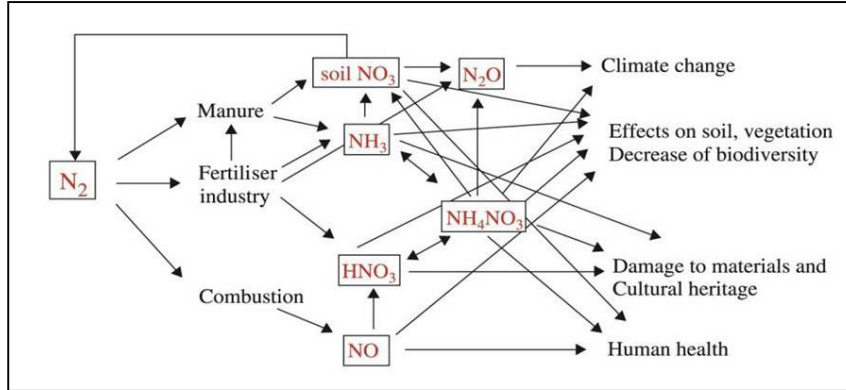 soil NO₃
N₂O
Climate change
Manure
NH₃
Effects on soil, vegetation
Decrease of biodiversity
N₂
Fertiliser
industry
NH₄NO₃
HNO₃
Damage to materials and
Cultural heritage
Combustion
NO
Human health